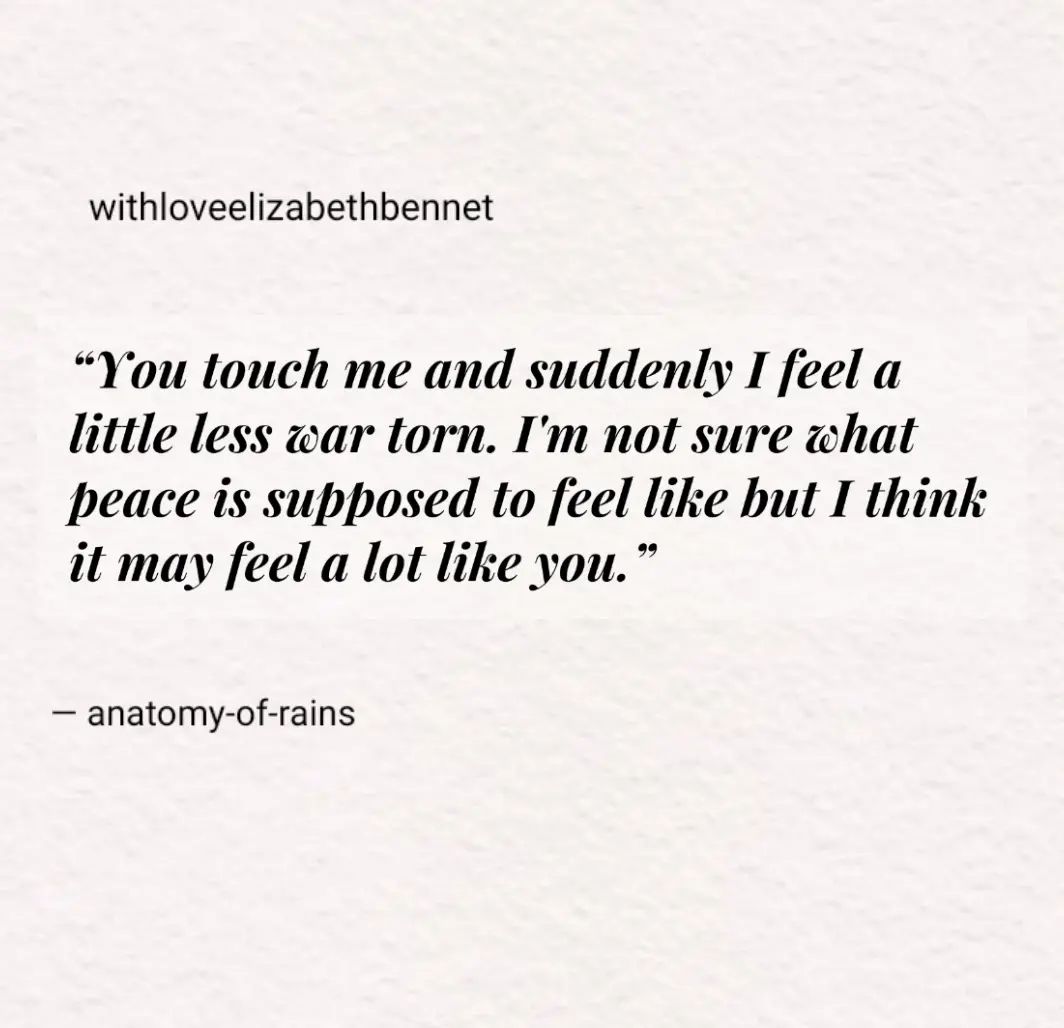 withloveelizabethbennet
“You touch me and suddenly I feel a
little less war torn. I'm not sure what
peace is supposed to feel like but I think
it may feel a lot like you.”
— anatomy-of-rains